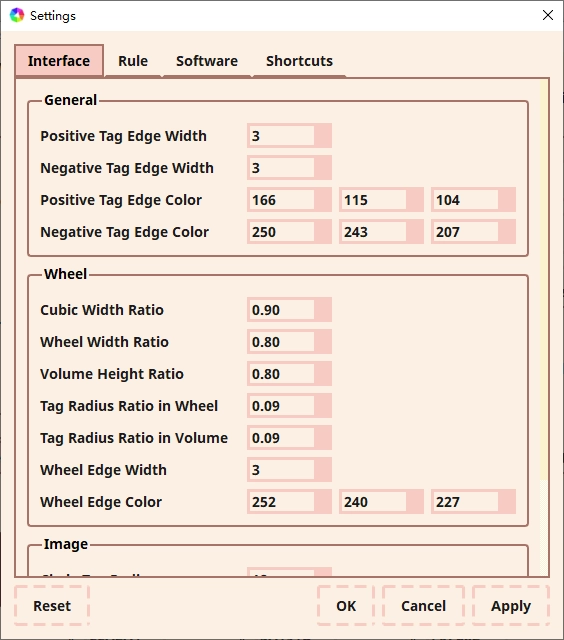 Settings
Interface Rule Software Shortcuts
General
Positive Tag Edge Width 3
Negative Tag Edge Width 3
Positive Tag Edge Color 166 115 104
Negative Tag Edge Color 250 243 207
Wheel
Cubic Width Ratio 0.90
Wheel Width Ratio 0.80
Volume Height Ratio 0.80
Tag Radius Ratio in Wheel 0.09
Tag Radius Ratio in Volume 0.09
Wheel Edge Width 3
Wheel Edge Color 252 240 227
Image
Reset OK Cancel Apply